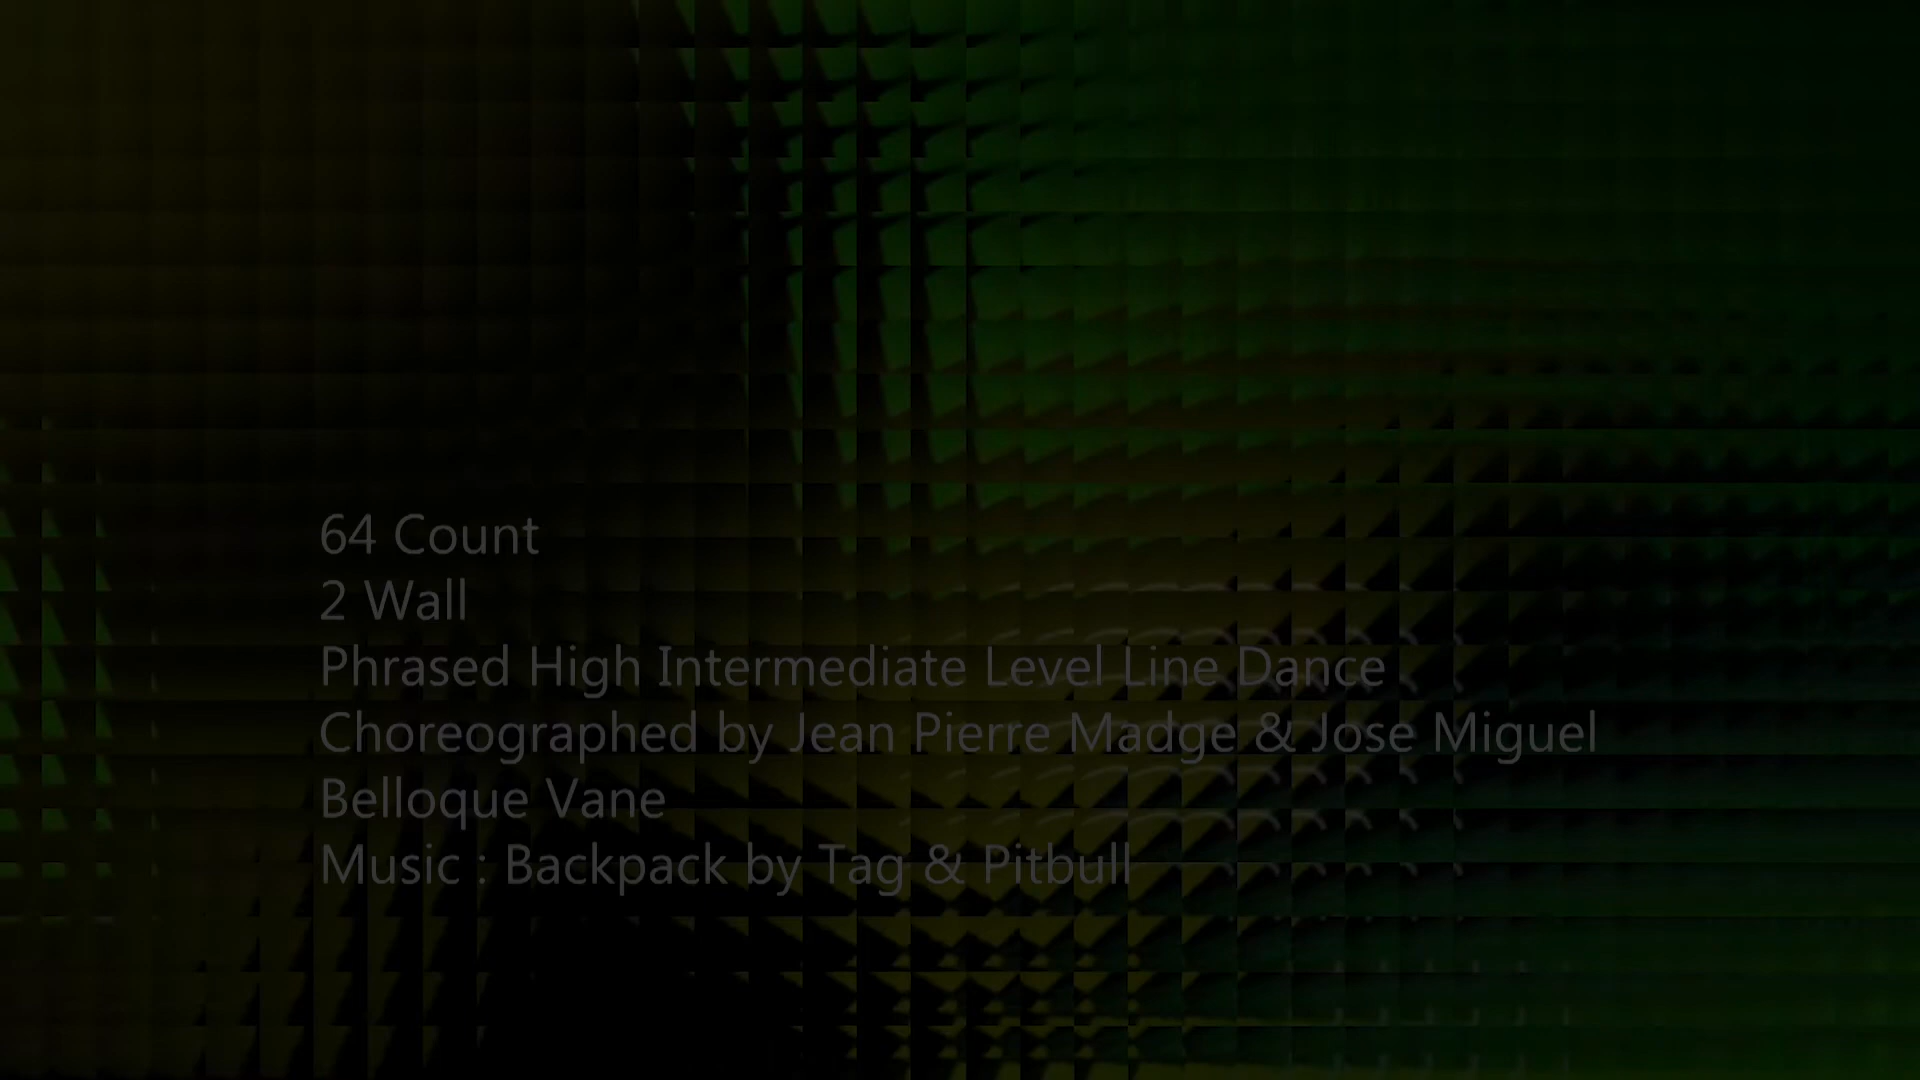 64 Count
2 Wall
Phrased High Intermediate Level Line Dance
Choreographed by Jean Pierre Madge & Jose Miguel
Belloque Vane
Music : Backpack by Tag & Pitbull